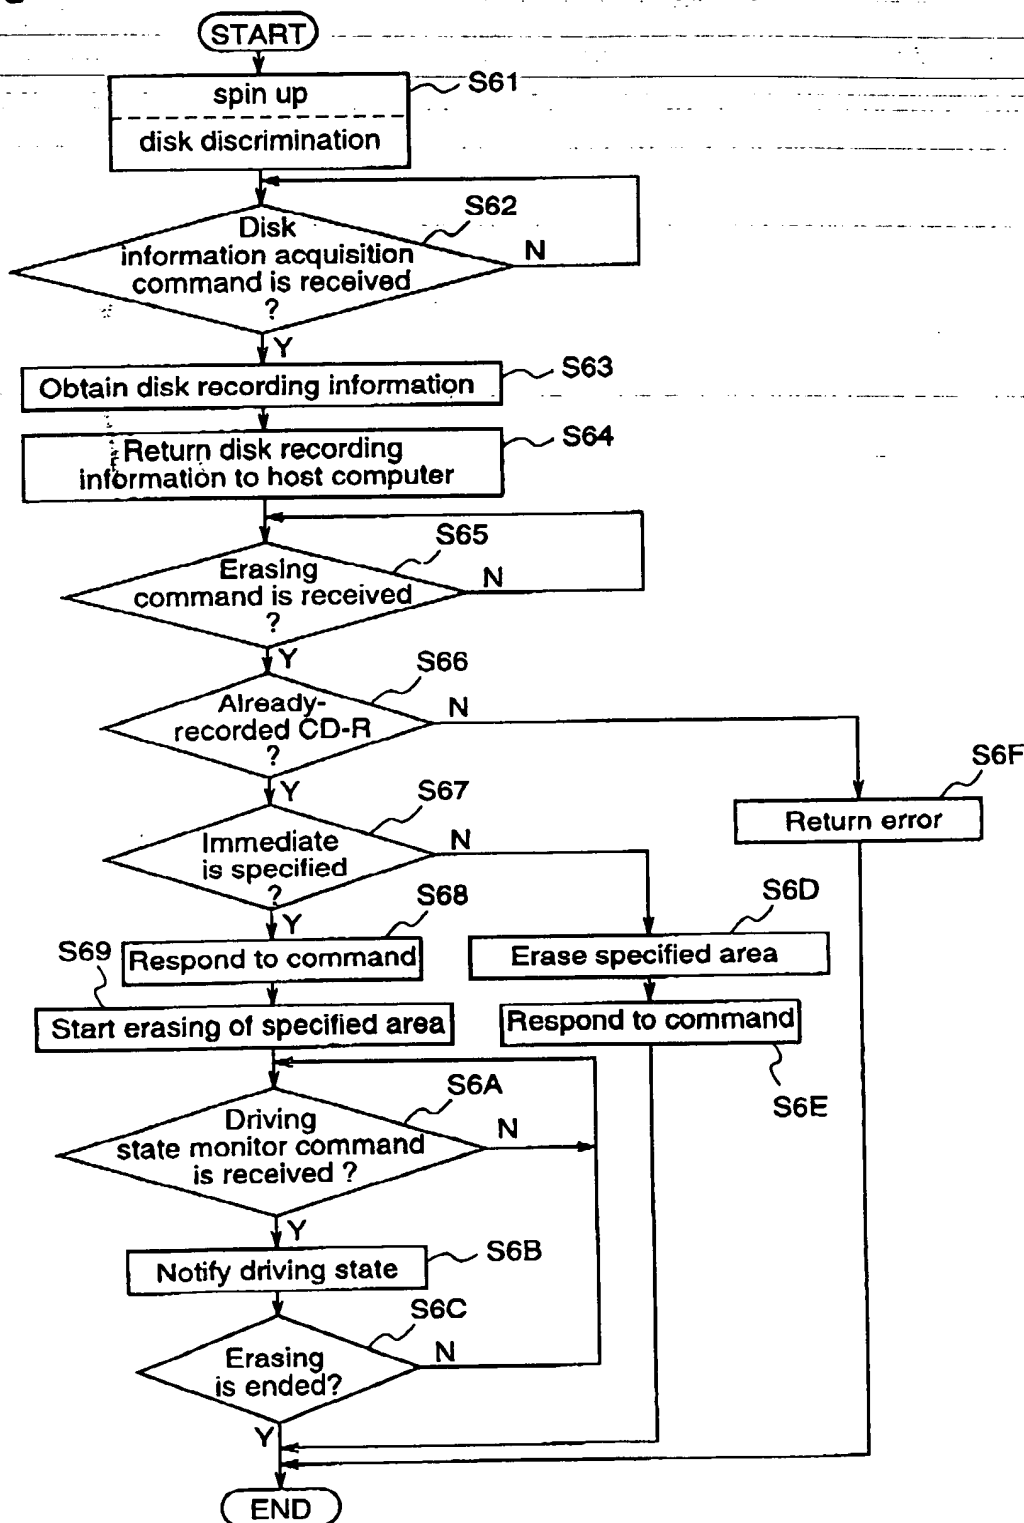 START
S61
spin up
disk discrimination
S62
Disk
information acquisition
command is received
?
N
Y
S63
Obtain disk recording information
S64
Return disk recording
information to host computer
S65
Erasing
command is received
?
N
Y
S66
Already-
recorded CD-R
?
N
Y
S6F
Return error
S67
Immediate
is specified
?
N
Y
S68
Respond to command
S6D
Erase specified area
S69
Start erasing of specified area
Respond to command
S6E
S6A
Driving
state monitor command
is received ?
N
Y
S6B
Notify driving state
S6C
Erasing
is ended?
N
Y
END